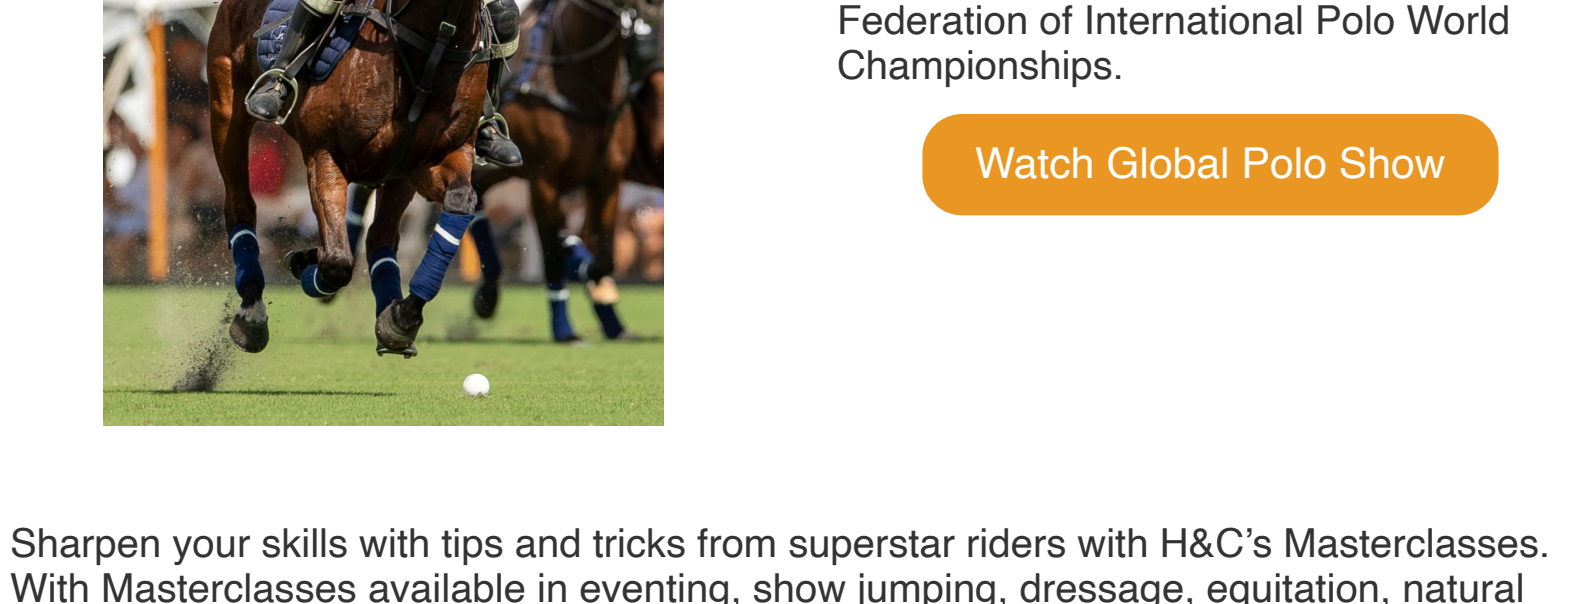 Federation of International Polo World
Championships.
Watch Global Polo Show
Sharpen your skills with tips and tricks from superstar riders with H&C’s Masterclasses.
With Masterclasses available in eventing, show jumping, dressage, equitation, natural